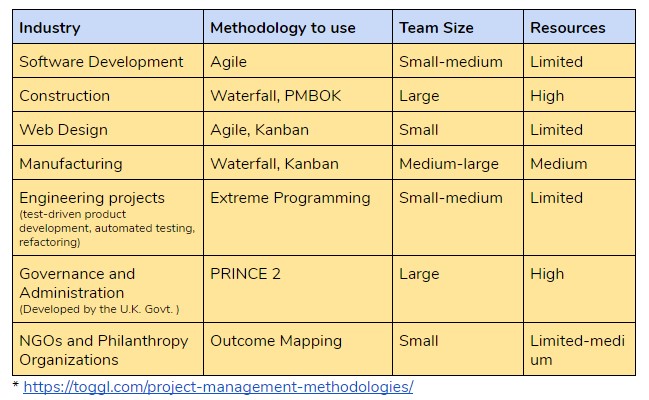 Industry Methodology to use Team Size Resources
Software Development Agile Small-medium Limited
Construction Waterfall, PMBOK Large High
Web Design Agile, Kanban Small Limited
Manufacturing Waterfall, Kanban Medium-large Medium
Engineering projects Extreme Programming Small-medium Limited
(test-driven product
development, automated testing,
refactoring)
Governance and PRINCE 2 Large High
Administration
(Developed by the U.K. Govt. )
NGOs and Philanthropy Outcome Mapping Small Limited-medi
Organizations um
* https://toggl.com/project-management-methodologies/